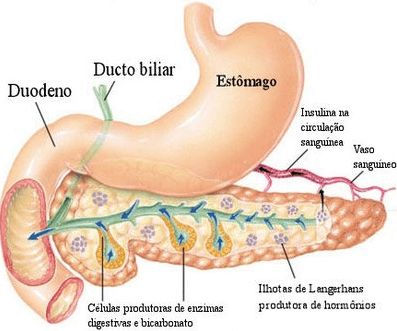 Ducto biliar
Duodeno
Estômago
Insulina na
circulação
sanguínea
Vaso
sanguíneo
Ilhotas de Langerhans
produtora de hormônios
Células produtoras de enzimas
digestivas e bicarbonato